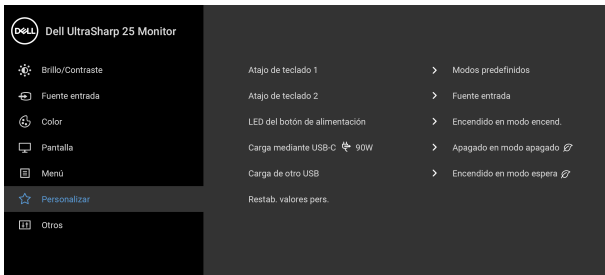 DELL
Dell UltraSharp 25 Monitor
Brillo/Contraste
Fuente entrada
Color
Pantalla
Menú
Personalizar
Otros
Atajo de teclado 1 > Modos predefinidos
Atajo de teclado 2 > Fuente entrada
LED del botón de alimentación > Encendido en modo encend.
Carga mediante USB-C 90W > Apagado en modo apagado
Carga de otro USB > Encendido en modo espera
Restab. valores pers.